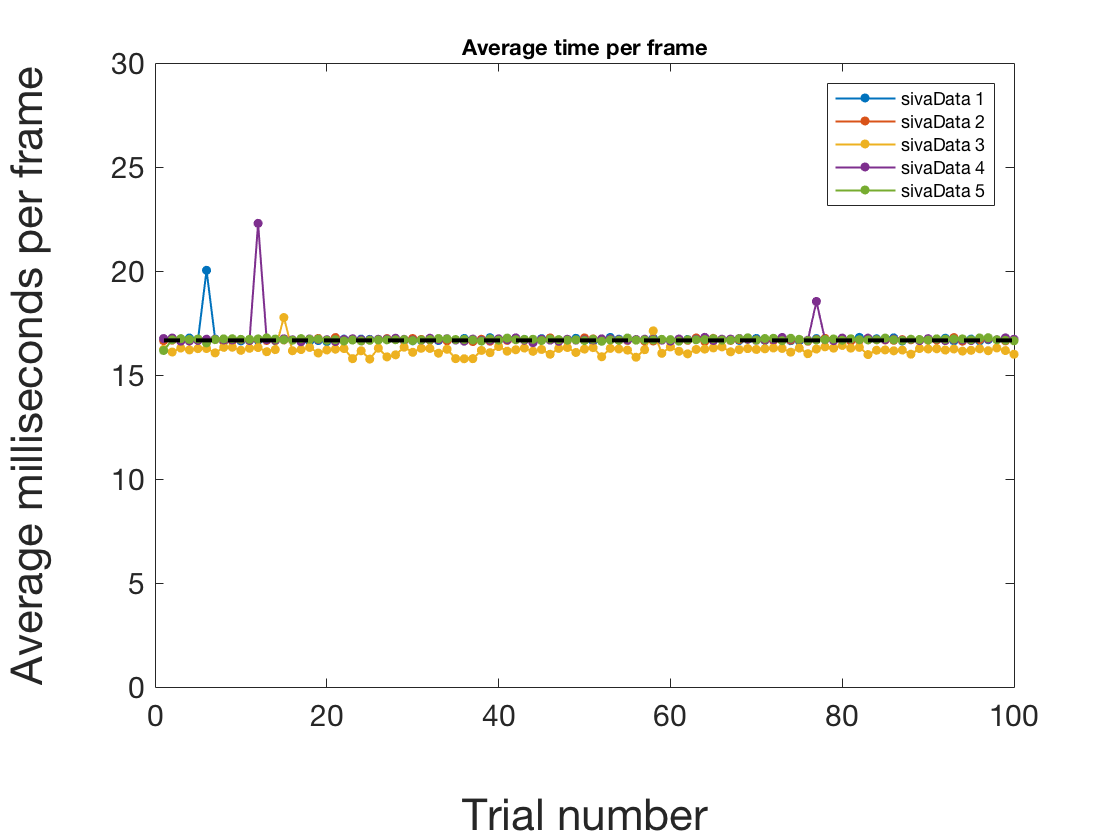 Average time per frame
Average milliseconds per frame
30
25
20
15
10
5
0
sivaData 1
sivaData 2
sivaData 3
sivaData 4
sivaData 5
0 20 40 60 80 100
Trial number